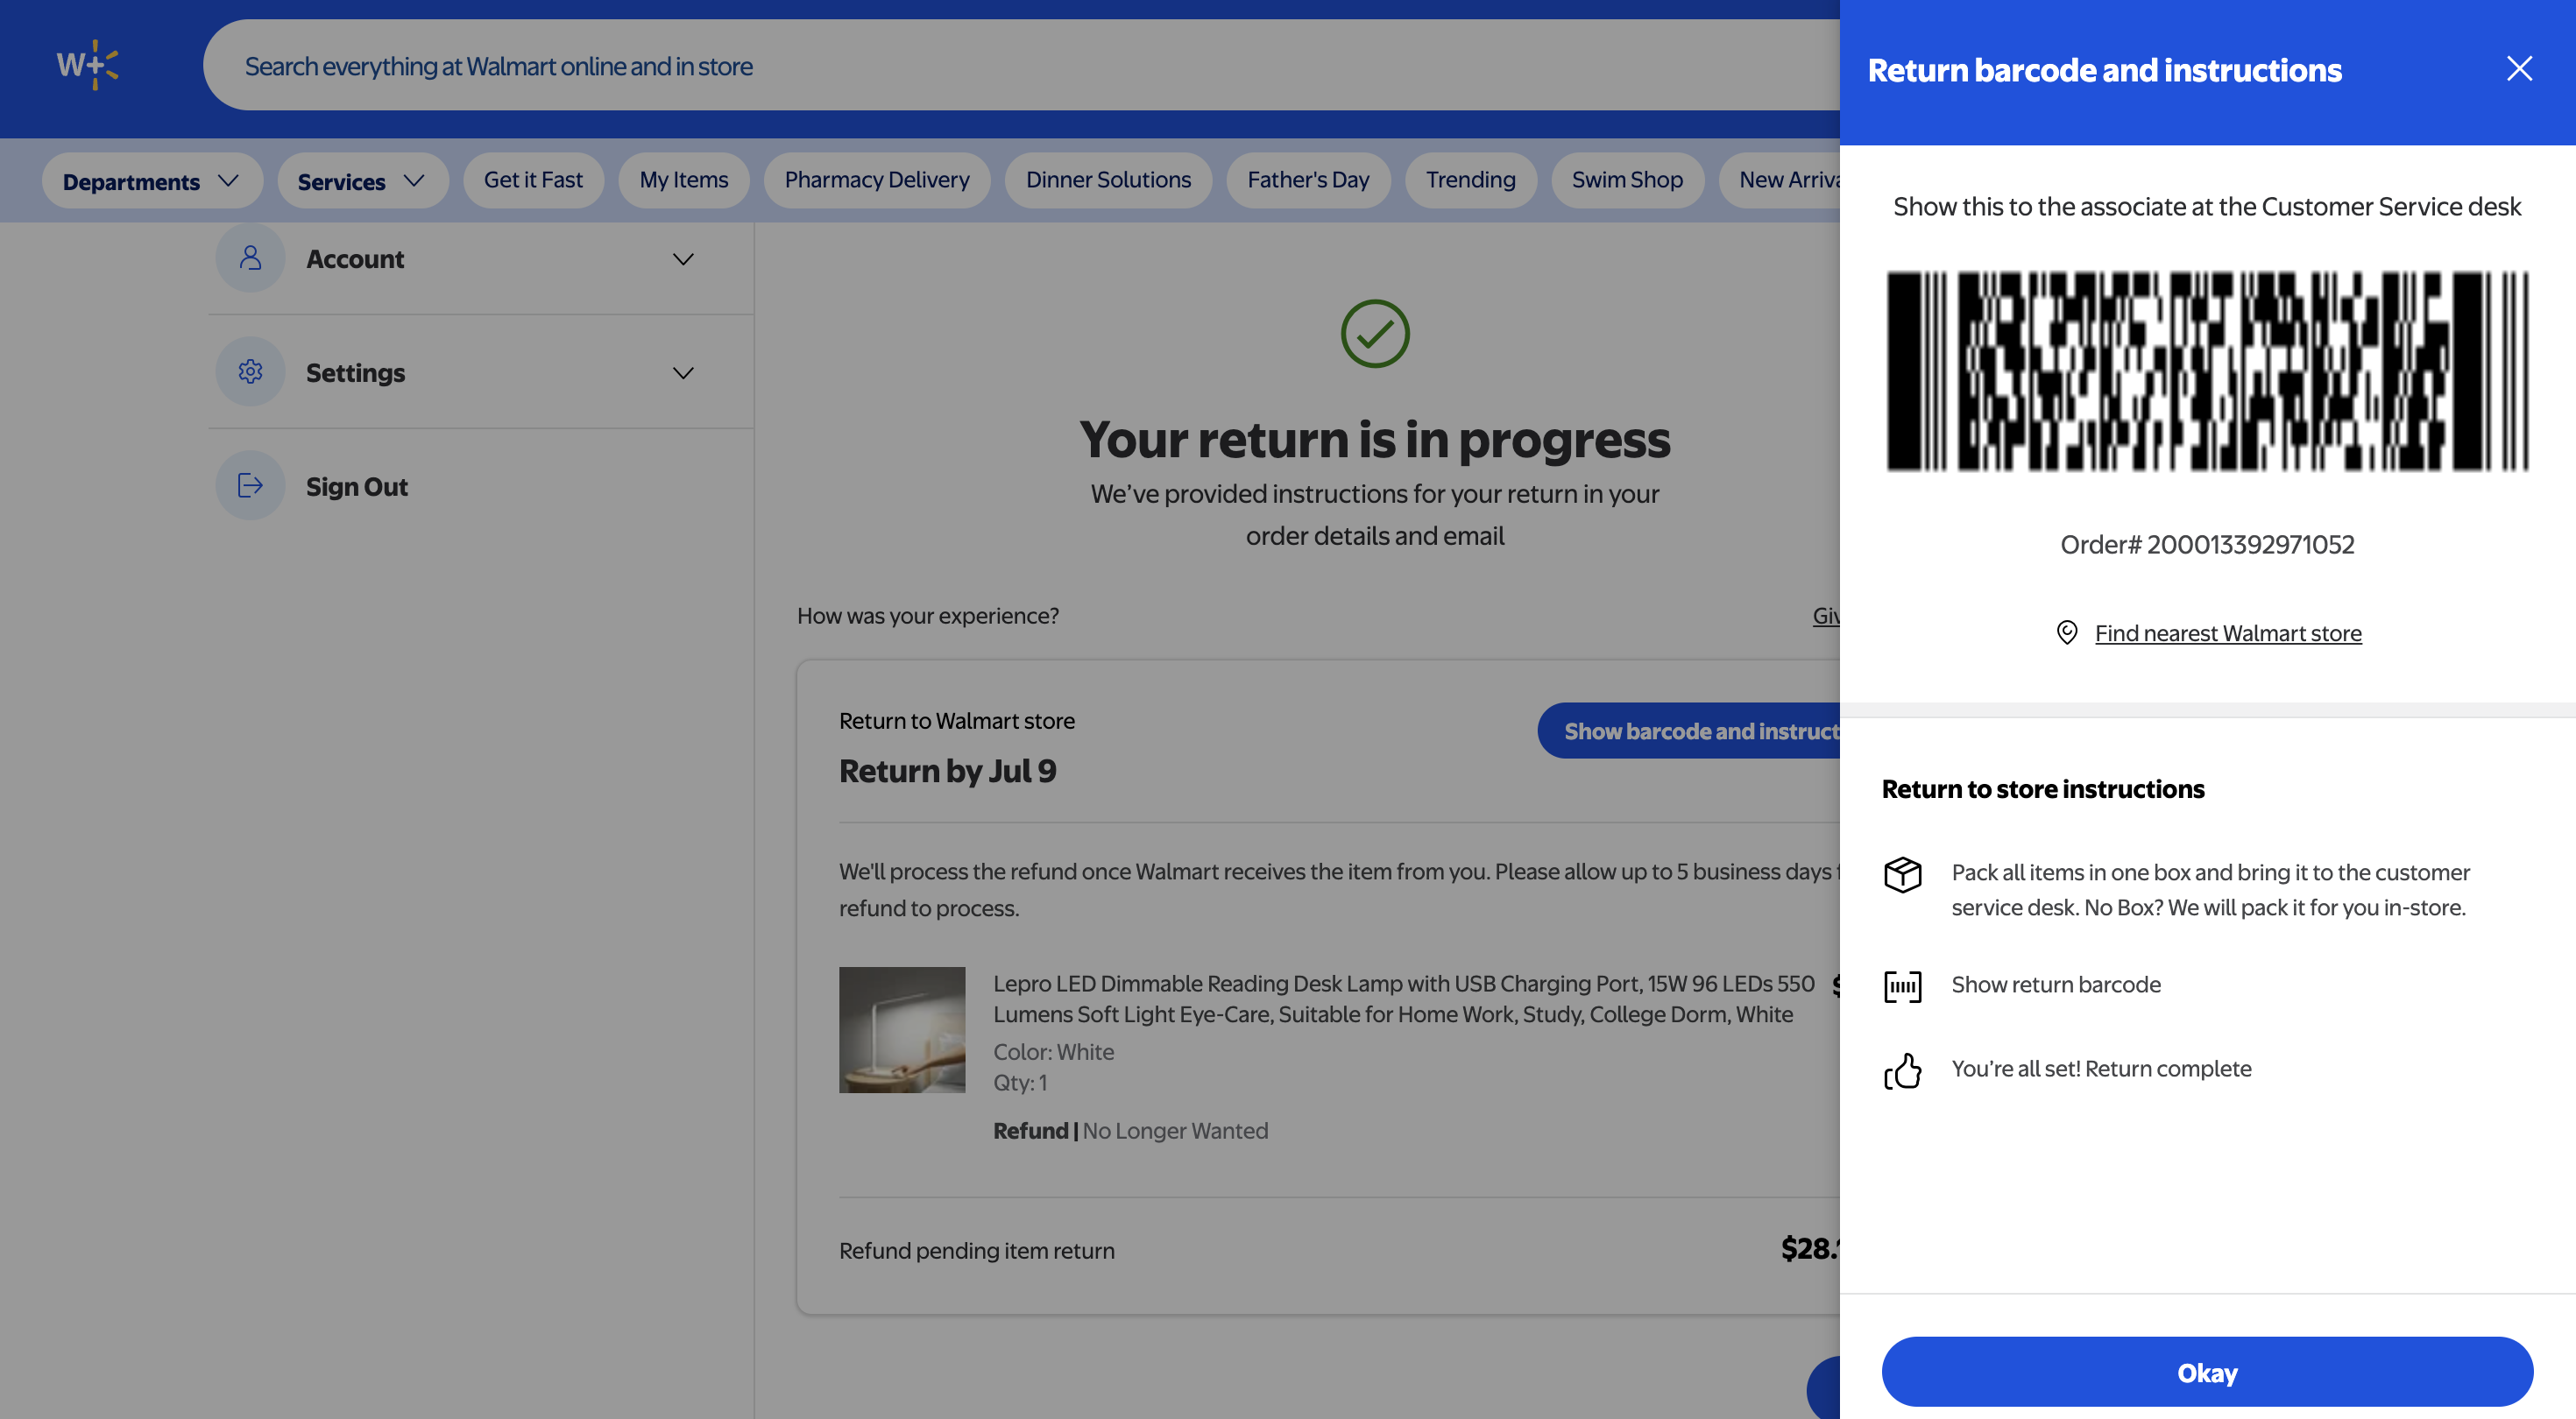 W+
Search everything at Walmart online and in store
Departments
Services
Get it Fast
My Items
Pharmacy Delivery
Dinner Solutions
Father's Day
Trending
Swim Shop
New Arriva
Account
Settings
Sign Out
Your return is in progress
We’ve provided instructions for your return in your
order details and email
How was your experience?
Giv
Return to Walmart store
Show barcode and instruct
Return by Jul 9
We'll process the refund once Walmart receives the item from you. Please allow up to 5 business days f
refund to process.
Lepro LED Dimmable Reading Desk Lamp with USB Charging Port, 15W 96 LEDs 550
$
Lumens Soft Light Eye-Care, Suitable for Home Work, Study, College Dorm, White
Color: White
Qty: 1
Refund | No Longer Wanted
Refund pending item return
$28.
Return barcode and instructions
Show this to the associate at the Customer Service desk
Order# 200013392971052
Find nearest Walmart store
Return to store instructions
Pack all items in one box and bring it to the customer
service desk. No Box? We will pack it for you in-store.
Show return barcode
You’re all set! Return complete
Okay